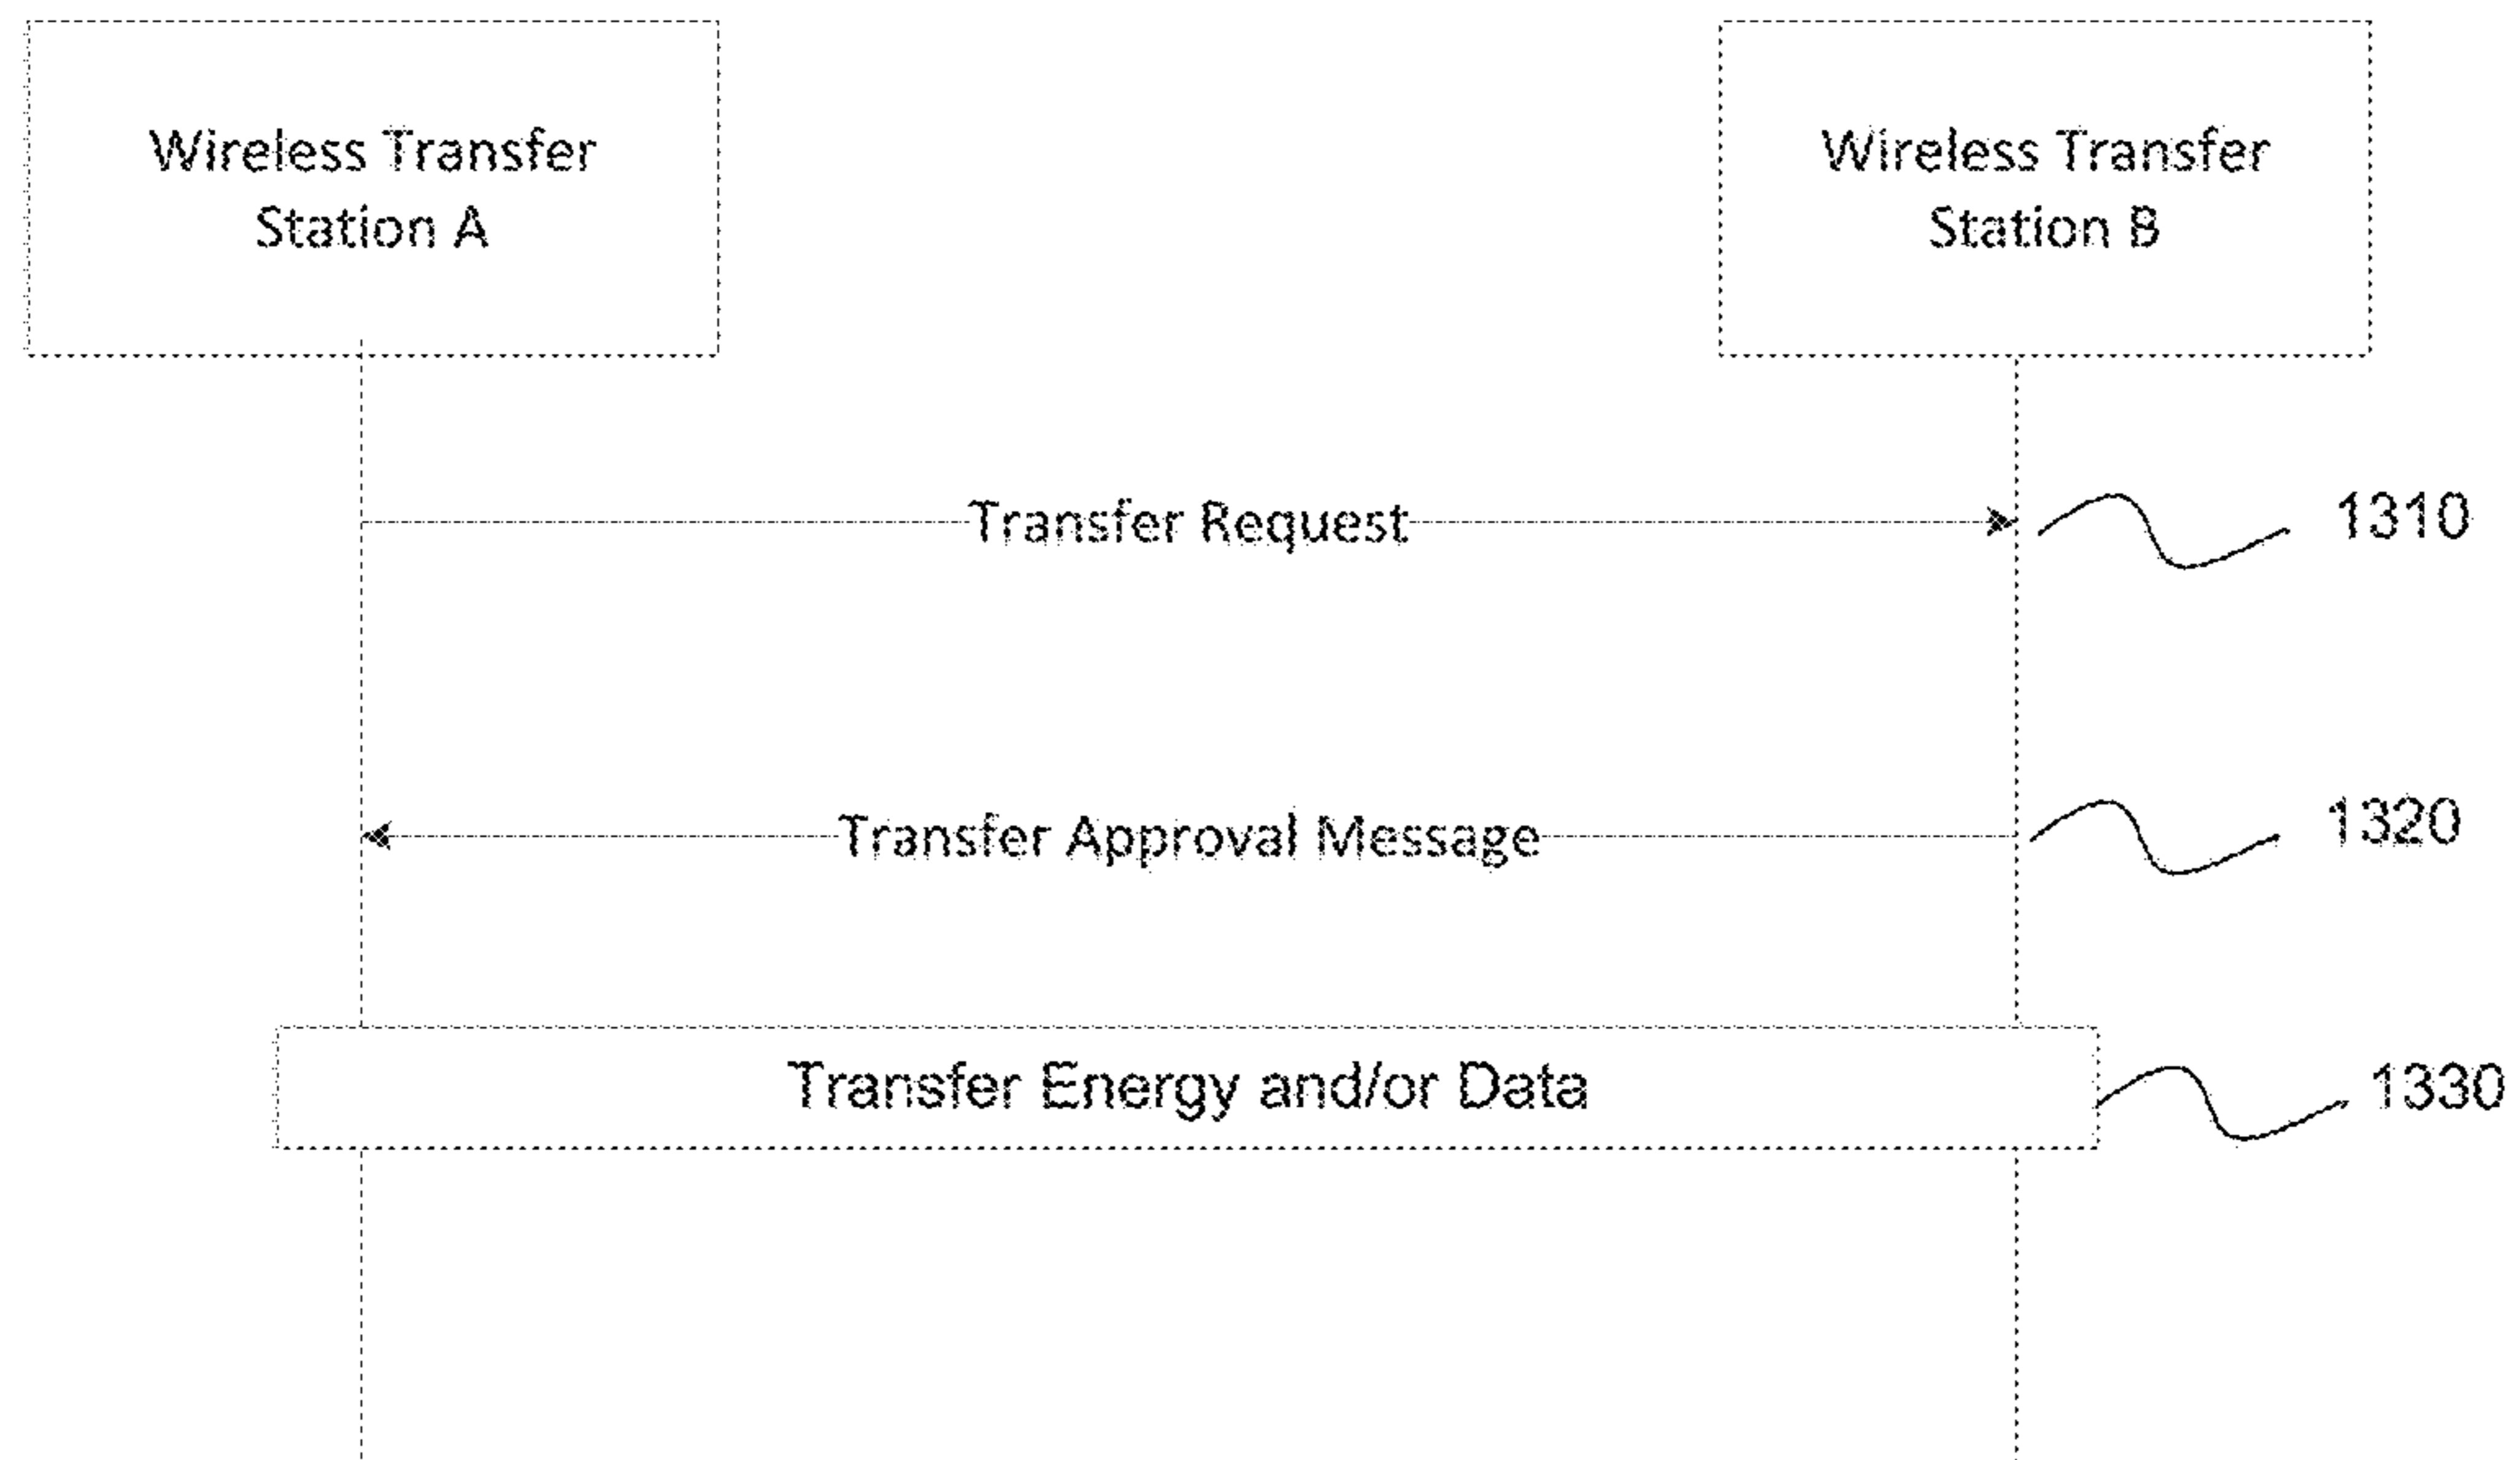 Wireless Transfer
Station A
Wireless Transfer
Station B
Transfer Request
1310
Transfer Approval Message
1320
Transfer Energy and/or Data
1330